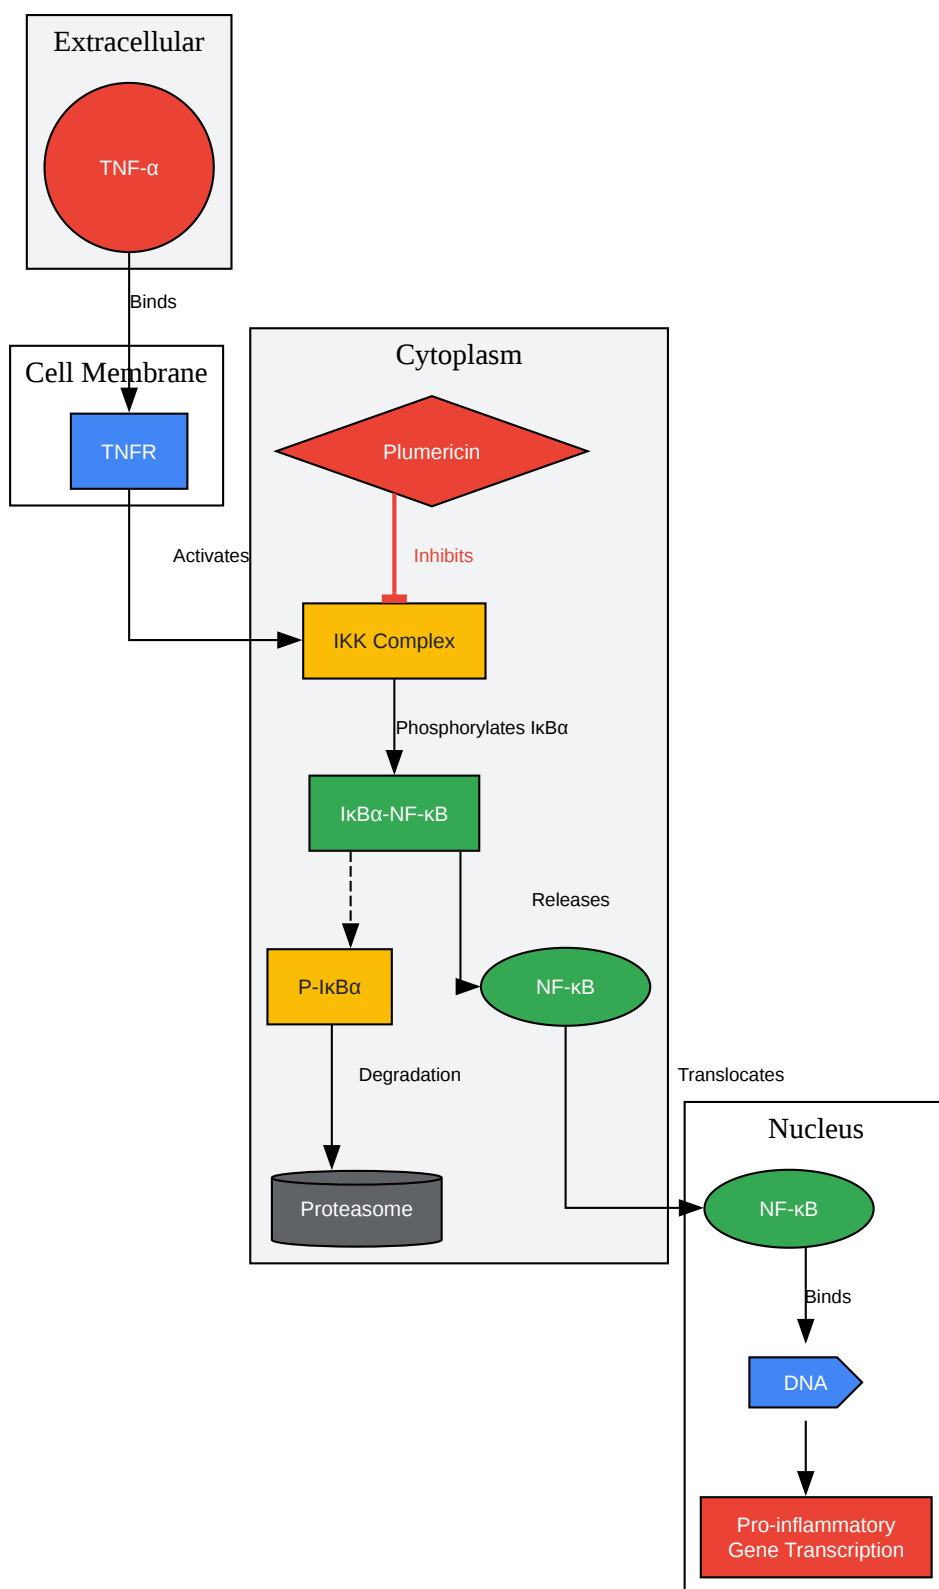 Extracellular
TNF-α
Binds
Cell Membrane
TNFR
Activates
Cytoplasm
Plumericin
Inhibits
IKK Complex
Phosphorylates IκBα
IκBα-NF-κB
Releases
P-IκBα
NF-κB
Degradation
Proteasome
Translocates
Nucleus
NF-κB
Binds
DNA
Pro-inflammatory
Gene Transcription